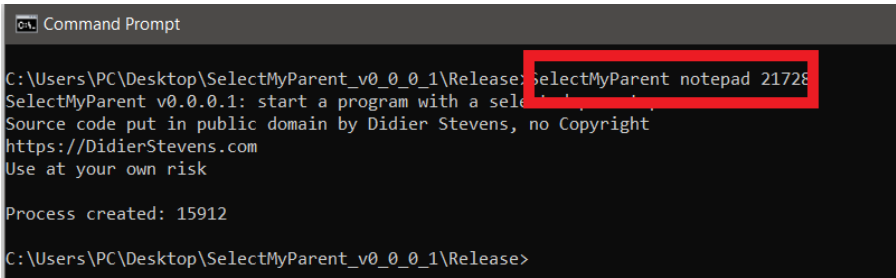 Command Prompt
C:\Users\PC\Desktop\SelectMyParent_v0_0_0_1\Release>SelectMyParent notepad 21728
SelectMyParent v0.0.0.1: start a program with a selected
Source code put in public domain by Didier Stevens, no Copyright
https://DidierStevens.com
Use at your own risk
Process created: 15912
C:\Users\PC\Desktop\SelectMyParent_v0_0_0_1\Release>